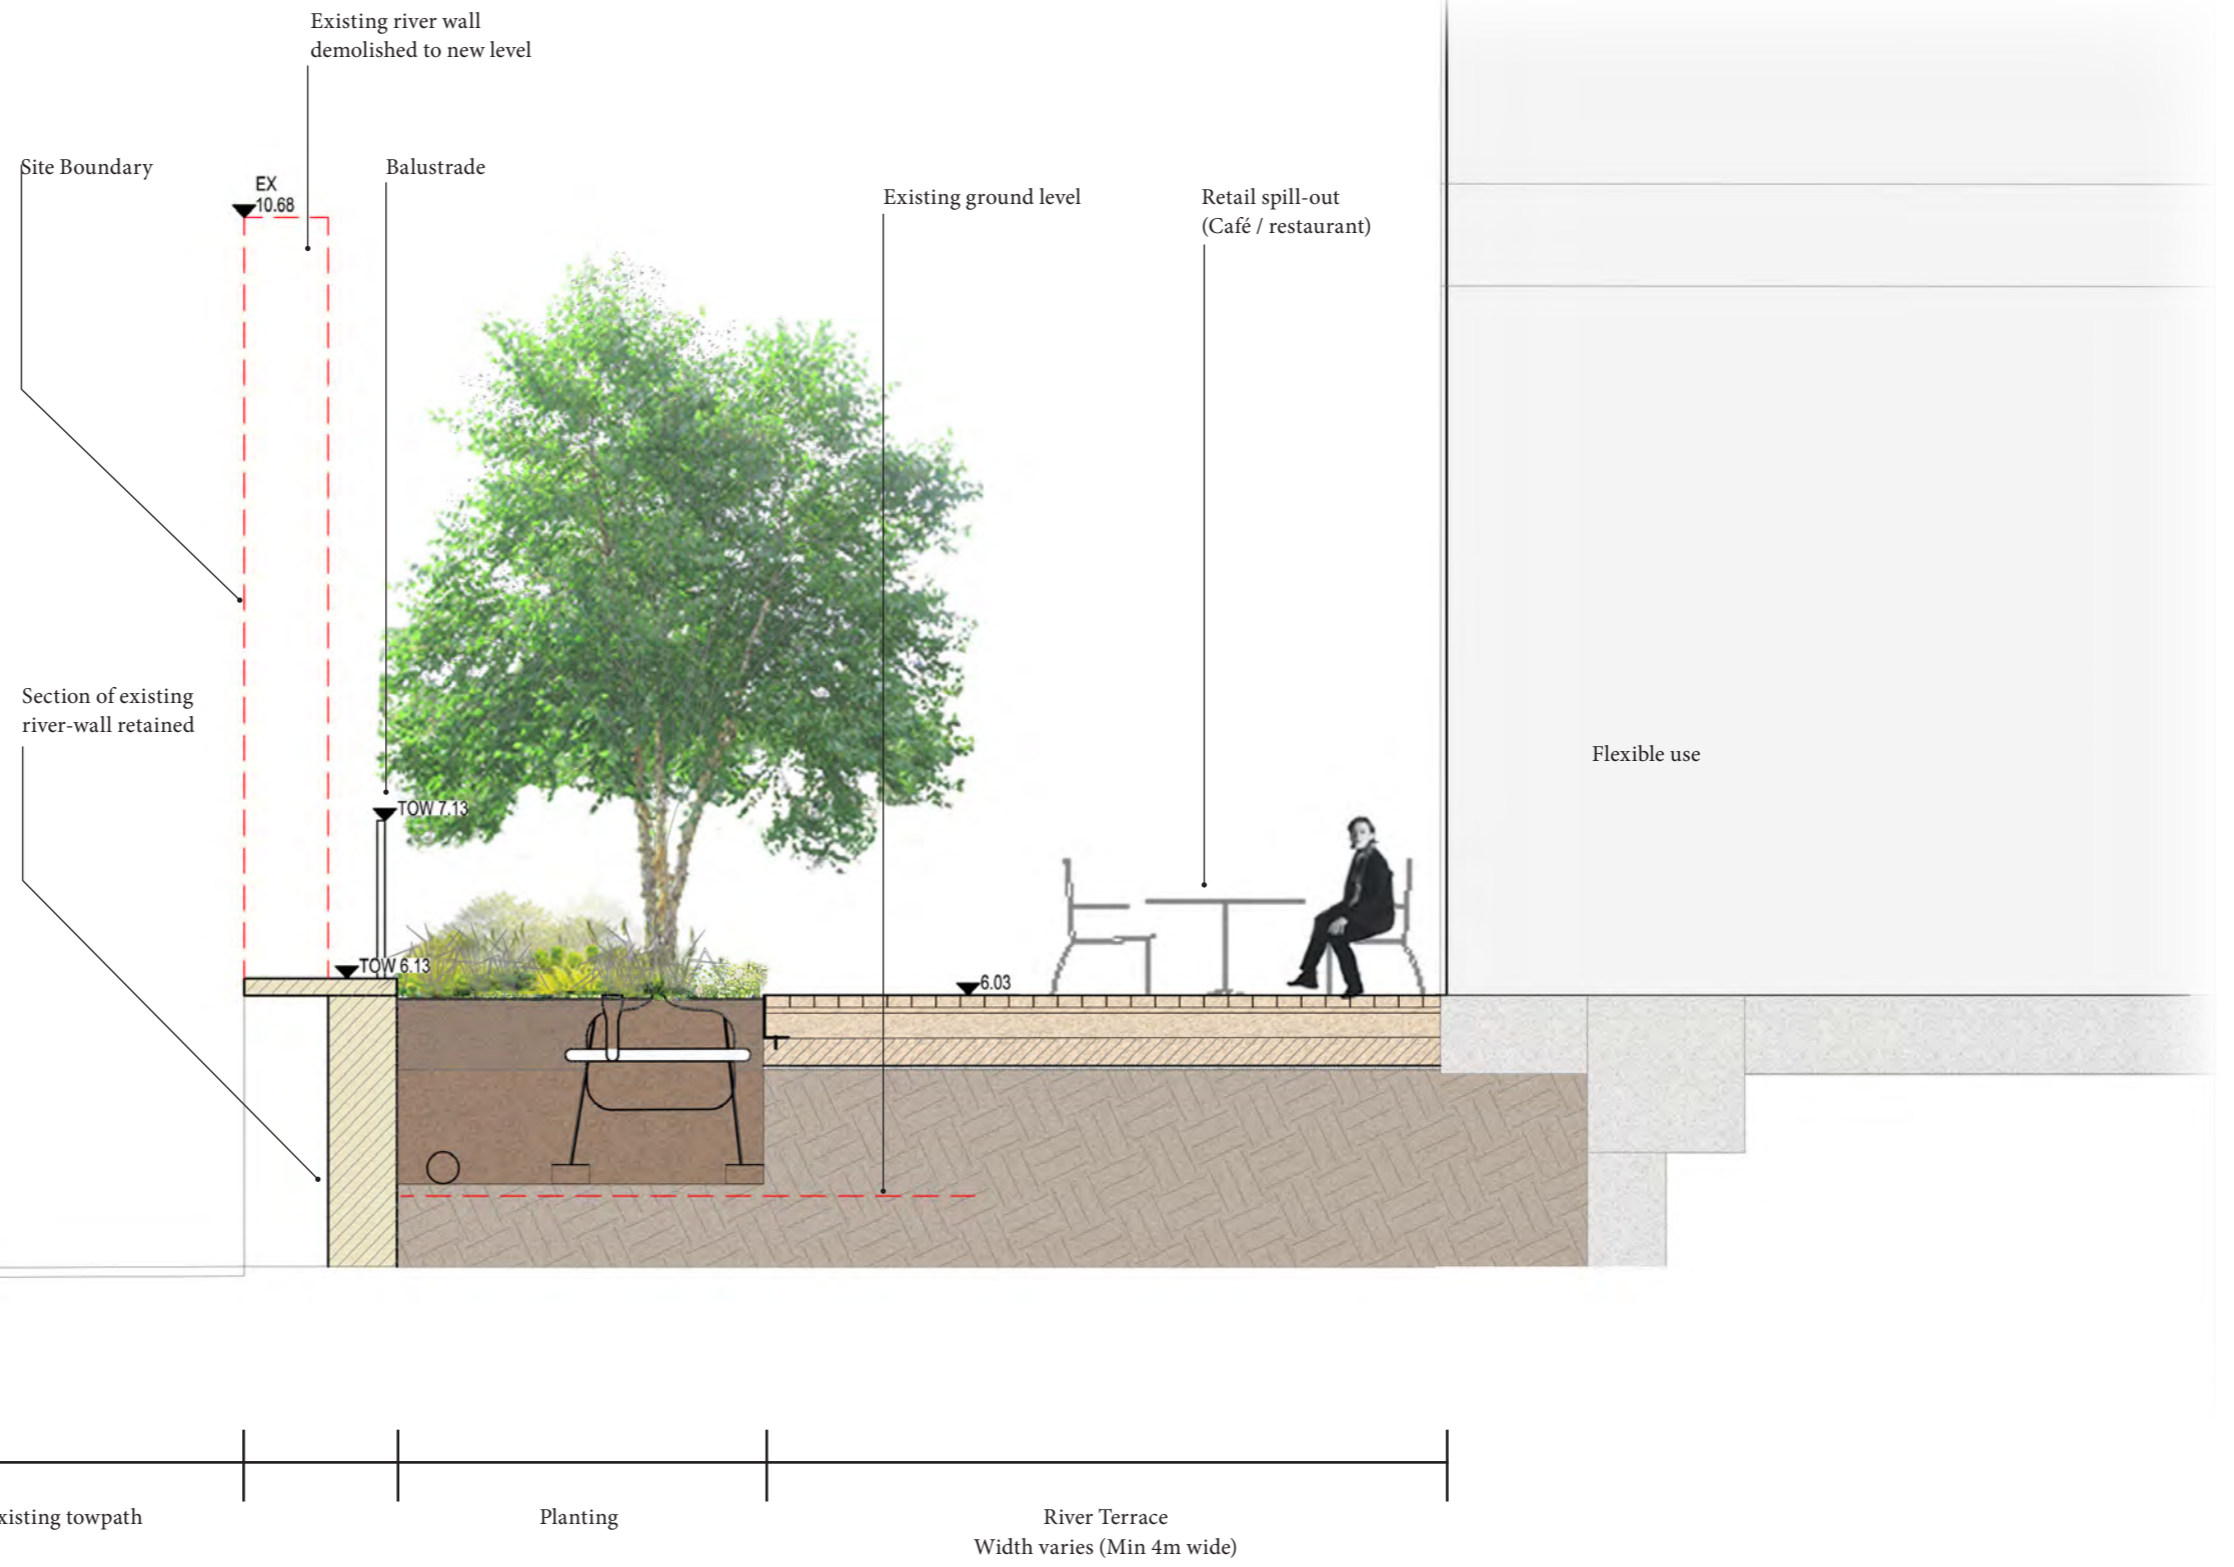 Existing river wall
demolished to new level
Site Boundary
EX
10.68
Balustrade
Existing ground level
Retail spill-out
(Café / restaurant)
Section of existing
river-wall retained
Flexible use
TOW 7.13
TOW 6.13
6.03
xisting towpath
Planting
River Terrace
Width varies (Min 4m wide)